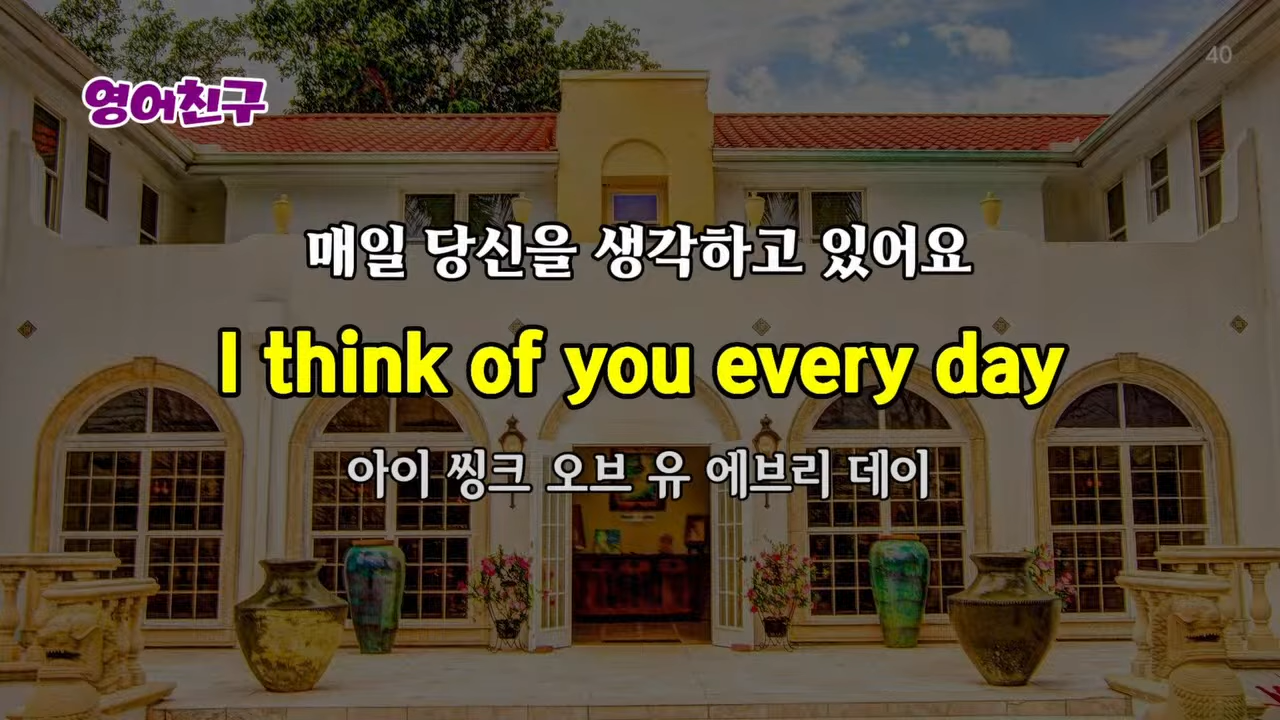 40
영어친구
매일 당신을 생각하고 있어요
I think of you every day
아이 씽크 오브 유 에브리 데이